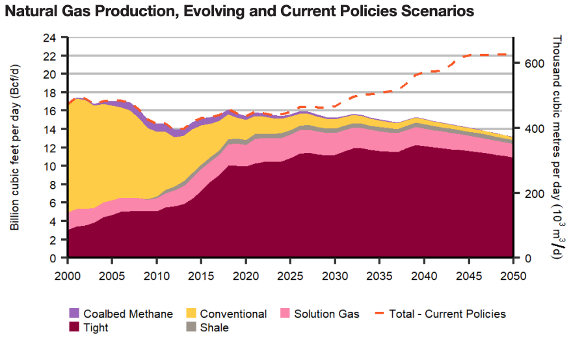 Natural Gas Production, Evolving and Current Policies Scenarios
Billion cubic feet per day (Bcf/d)
24
22
20
18
16
14
12
10
8
6
4
2
0
600
400
200
0
Thousand cubic metres per day (10³ m³/d)
2000 2005 2010 2015 2020 2025 2030 2035 2040 2045 2050
Coalbed Methane Conventional Solution Gas Total - Current Policies
Tight Shale